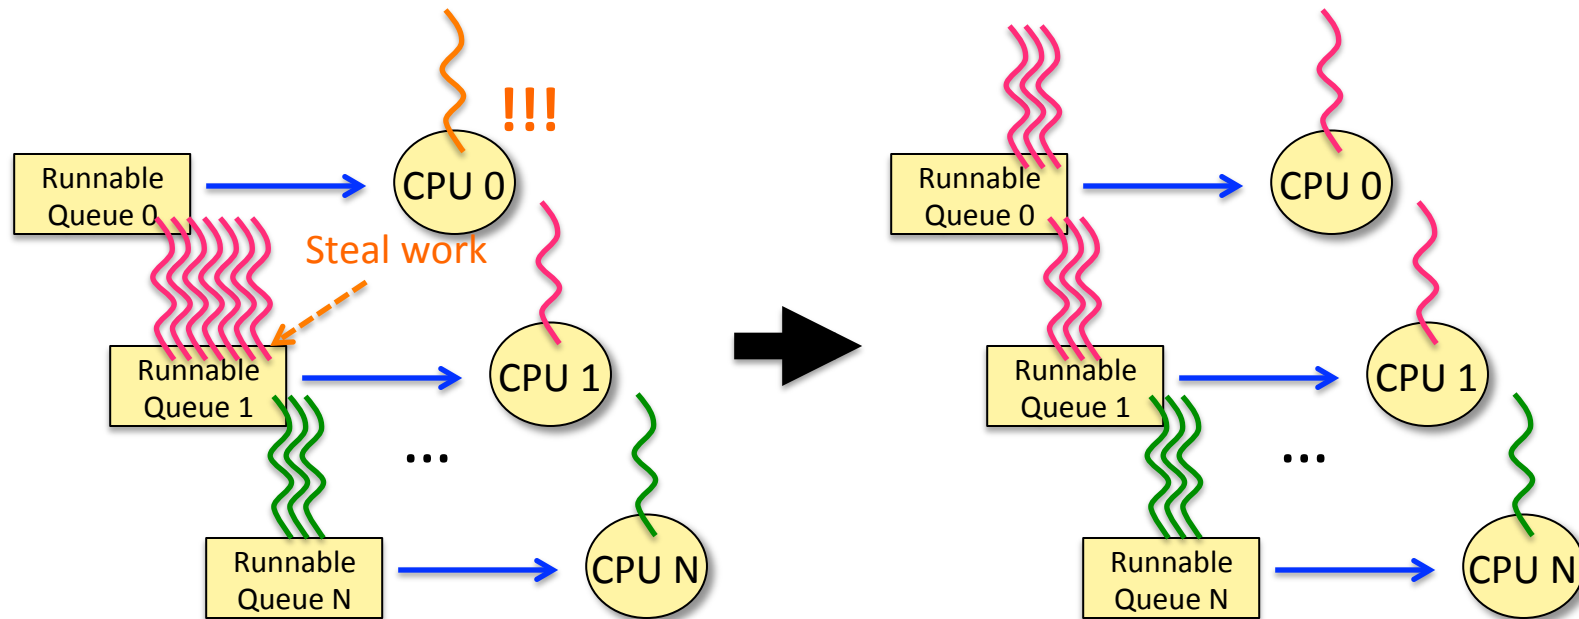 !!!
Runnable
Queue 0
CPU 0
Steal work
Runnable
Queue 1
CPU 1
...
Runnable
Queue N
CPU N
Runnable
Queue 0
CPU 0
Runnable
Queue 1
CPU 1
...
Runnable
Queue N
CPU N